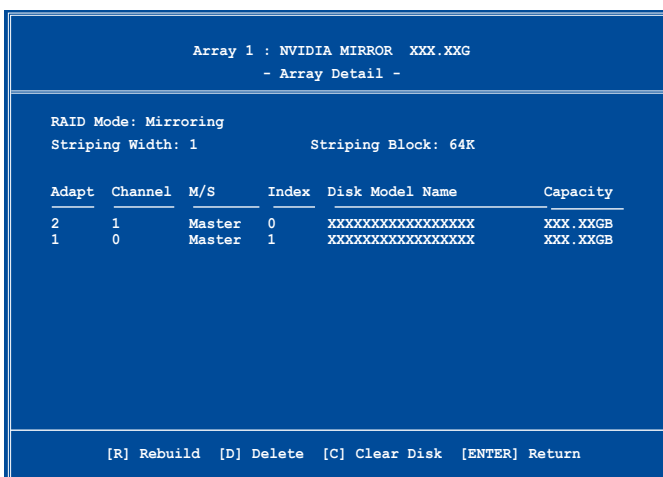 Array 1 : NVIDIA MIRROR XXX.XXG
- Array Detail -
RAID Mode: Mirroring
Striping Width: 1 Striping Block: 64K
Adapt Channel M/S Index Disk Model Name Capacity
2 1 Master 0 XXXXXXXXXXXXXXXXX XXX.XXGB
1 0 Master 1 XXXXXXXXXXXXXXXXX XXX.XXGB
[R] Rebuild [D] Delete [C] Clear Disk [ENTER] Return